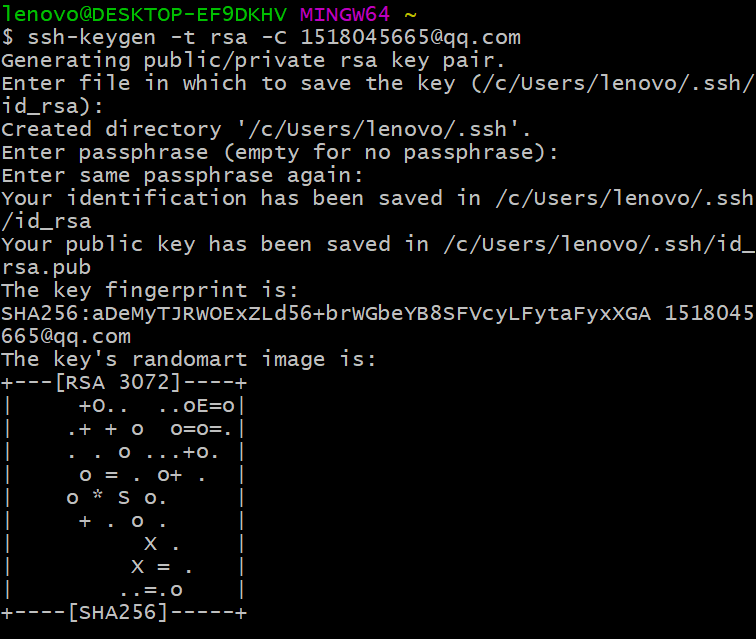 lenovo@DESKTOP-EF9DKHV MINGW64 ~
$ ssh-keygen -t rsa -C 1518045665@qq.com
Generating public/private rsa key pair.
Enter file in which to save the key (/c/Users/lenovo/.ssh/
id_rsa):
Created directory '/c/Users/lenovo/.ssh'.
Enter passphrase (empty for no passphrase):
Enter same passphrase again:
Your identification has been saved in /c/Users/lenovo/.ssh
/id_rsa
Your public key has been saved in /c/Users/lenovo/.ssh/id_
rsa.pub
The key fingerprint is:
SHA256:aDeMyTJRWOExZLd56+brWGbeYB8SFVcyLFytaFyxXGA 1518045
665@qq.com
The key's randomart image is:
+---[RSA 3072]----+
|     +O..  ..oE=o|
|    .+ + o  o=o=.|
|    . . o ...+o. |
|     o = . o+ .  |
|    o * S o.     |
|     + . o .     |
|          X .    |
|         X = .   |
|        ..=.o    |
+----[SHA256]-----+